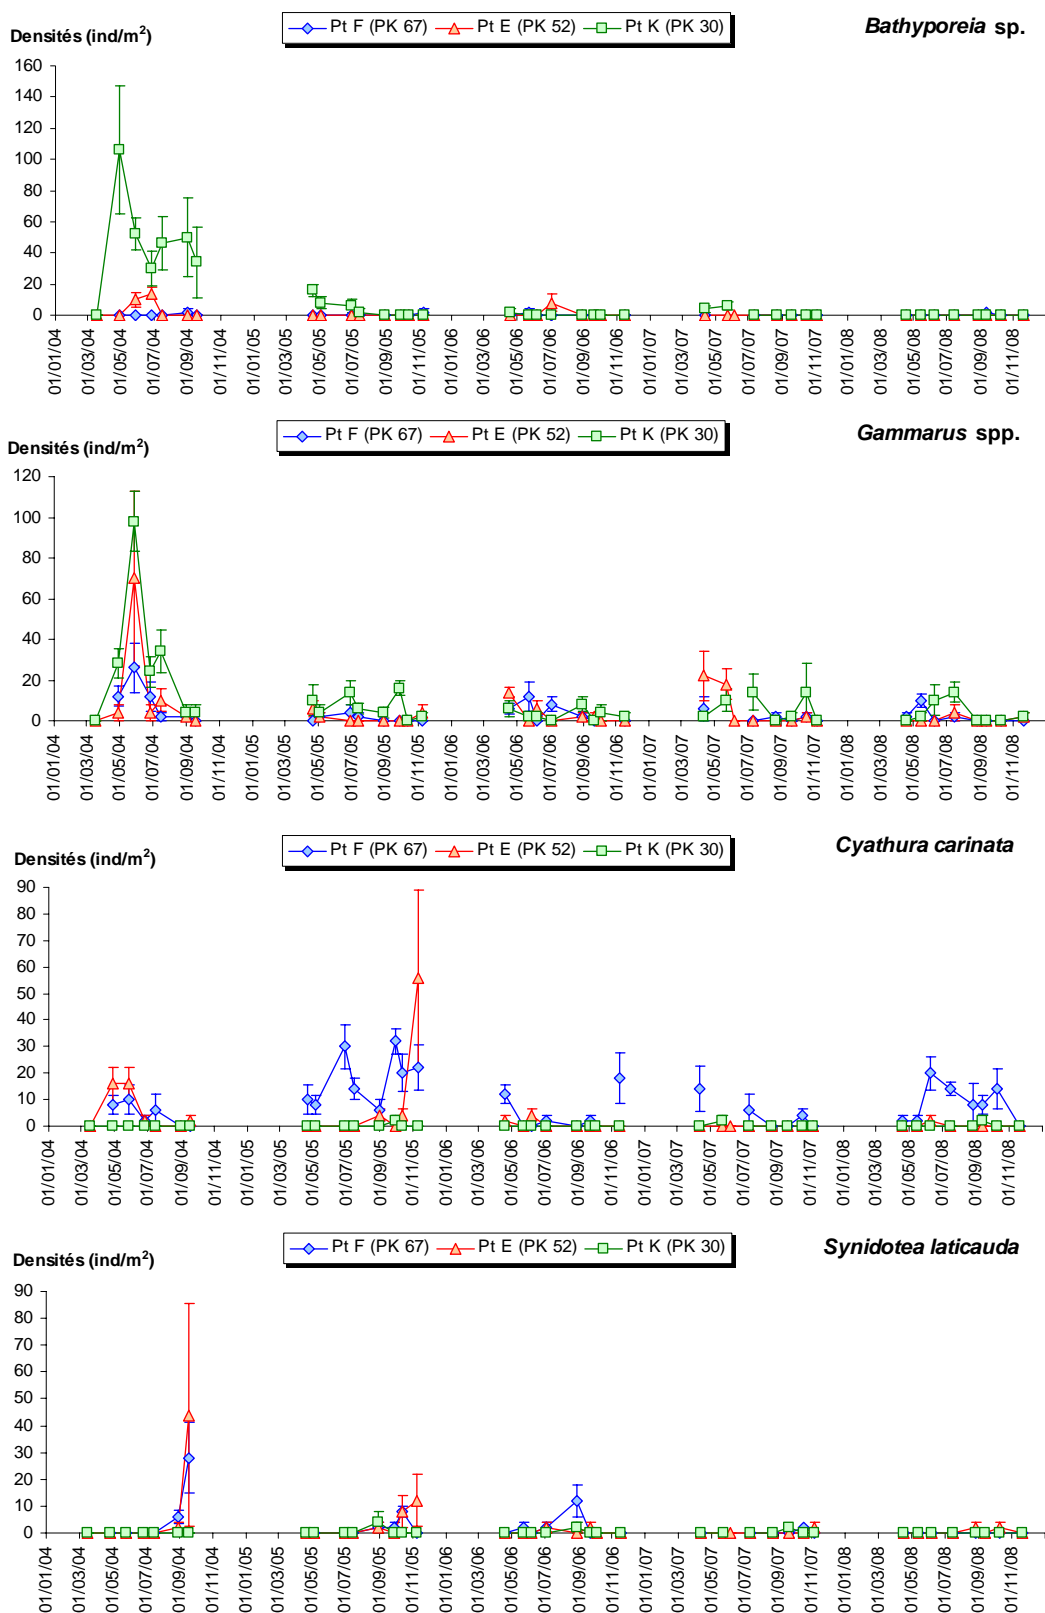 Pt F (PK 67) Pt E (PK 52) Pt K (PK 30)
Bathyporeia sp.
Densités (ind/m²)
160
140
120
100
80
60
40
20
0
01/01/04 01/03/04 01/05/04 01/07/04 01/09/04 01/11/04 01/01/05 01/03/05 01/05/05 01/07/05 01/09/05 01/11/05 01/01/06 01/03/06 01/05/06 01/07/06 01/09/06 01/11/06 01/01/07 01/03/07 01/05/07 01/07/07 01/09/07 01/11/07 01/01/08 01/03/08 01/05/08 01/07/08 01/09/08 01/11/08
Pt F (PK 67) Pt E (PK 52) Pt K (PK 30)
Gammarus spp.
Densités (ind/m²)
120
100
80
60
40
20
0
01/01/04 01/03/04 01/05/04 01/07/04 01/09/04 01/11/04 01/01/05 01/03/05 01/05/05 01/07/05 01/09/05 01/11/05 01/01/06 01/03/06 01/05/06 01/07/06 01/09/06 01/11/06 01/01/07 01/03/07 01/05/07 01/07/07 01/09/07 01/11/07 01/01/08 01/03/08 01/05/08 01/07/08 01/09/08 01/11/08
Pt F (PK 67) Pt E (PK 52) Pt K (PK 30)
Cyathura carinata
Densités (ind/m²)
90
80
70
60
50
40
30
20
10
0
01/01/04 01/03/04 01/05/04 01/07/04 01/09/04 01/11/04 01/01/05 01/03/05 01/05/05 01/07/05 01/09/05 01/11/05 01/01/06 01/03/06 01/05/06 01/07/06 01/09/06 01/11/06 01/01/07 01/03/07 01/05/07 01/07/07 01/09/07 01/11/07 01/01/08 01/03/08 01/05/08 01/07/08 01/09/08 01/11/08
Pt F (PK 67) Pt E (PK 52) Pt K (PK 30)
Synidotea laticauda
Densités (ind/m²)
90
80
70
60
50
40
30
20
10
0
01/01/04 01/03/04 01/05/04 01/07/04 01/09/04 01/11/04 01/01/05 01/03/05 01/05/05 01/07/05 01/09/05 01/11/05 01/01/06 01/03/06 01/05/06 01/07/06 01/09/06 01/11/06 01/01/07 01/03/07 01/05/07 01/07/07 01/09/07 01/11/07 01/01/08 01/03/08 01/05/08 01/07/08 01/09/08 01/11/08